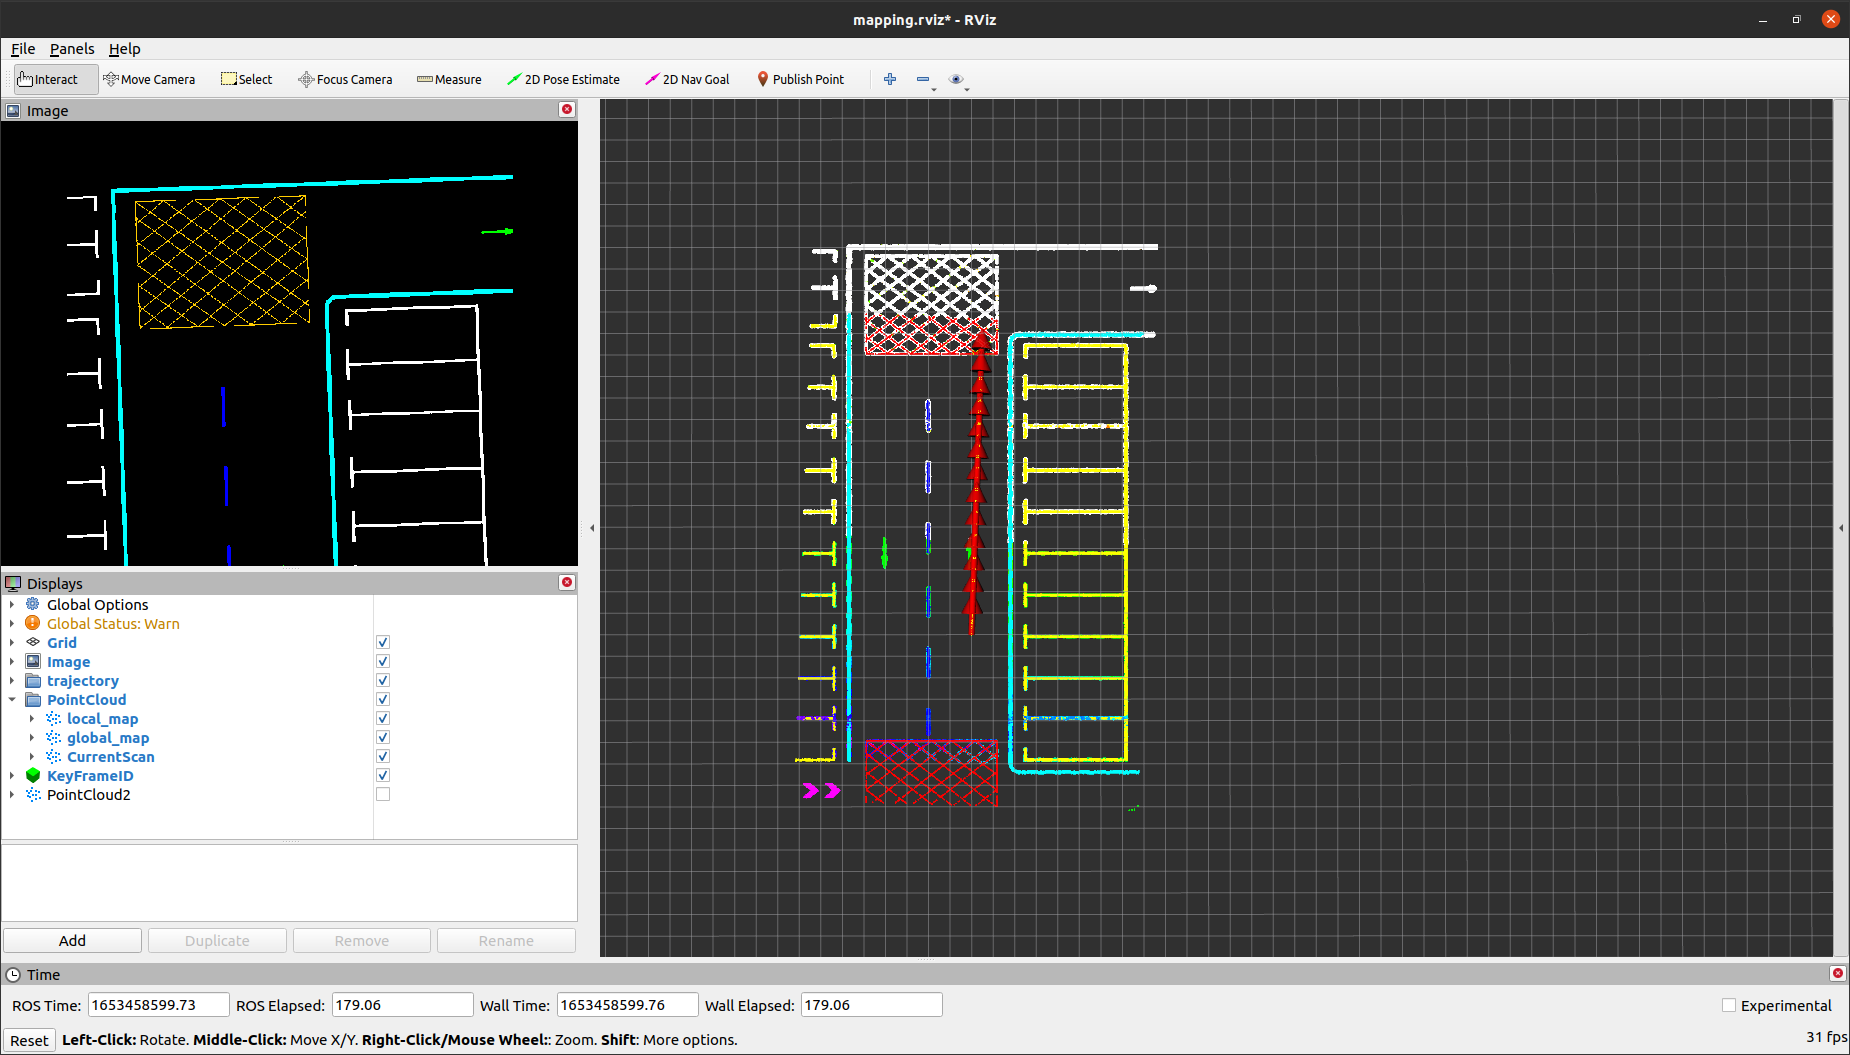 mapping.rviz* - RViz
File Panels Help
Interact Move Camera Select Focus Camera Measure 2D Pose Estimate 2D Nav Goal Publish Point
Image
Displays
Global Options
Global Status: Warn
Grid
Image
trajectory
PointCloud
local_map
global_map
CurrentScan
KeyFrameID
PointCloud2
Add Duplicate Remove Rename
Time
ROS Time: 1653458599.73 ROS Elapsed: 179.06 Wall Time: 1653458599.76 Wall Elapsed: 179.06 Experimental
Reset Left-Click: Rotate. Middle-Click: Move X/Y. Right-Click/Mouse Wheel:: Zoom. Shift: More options. 31 fps